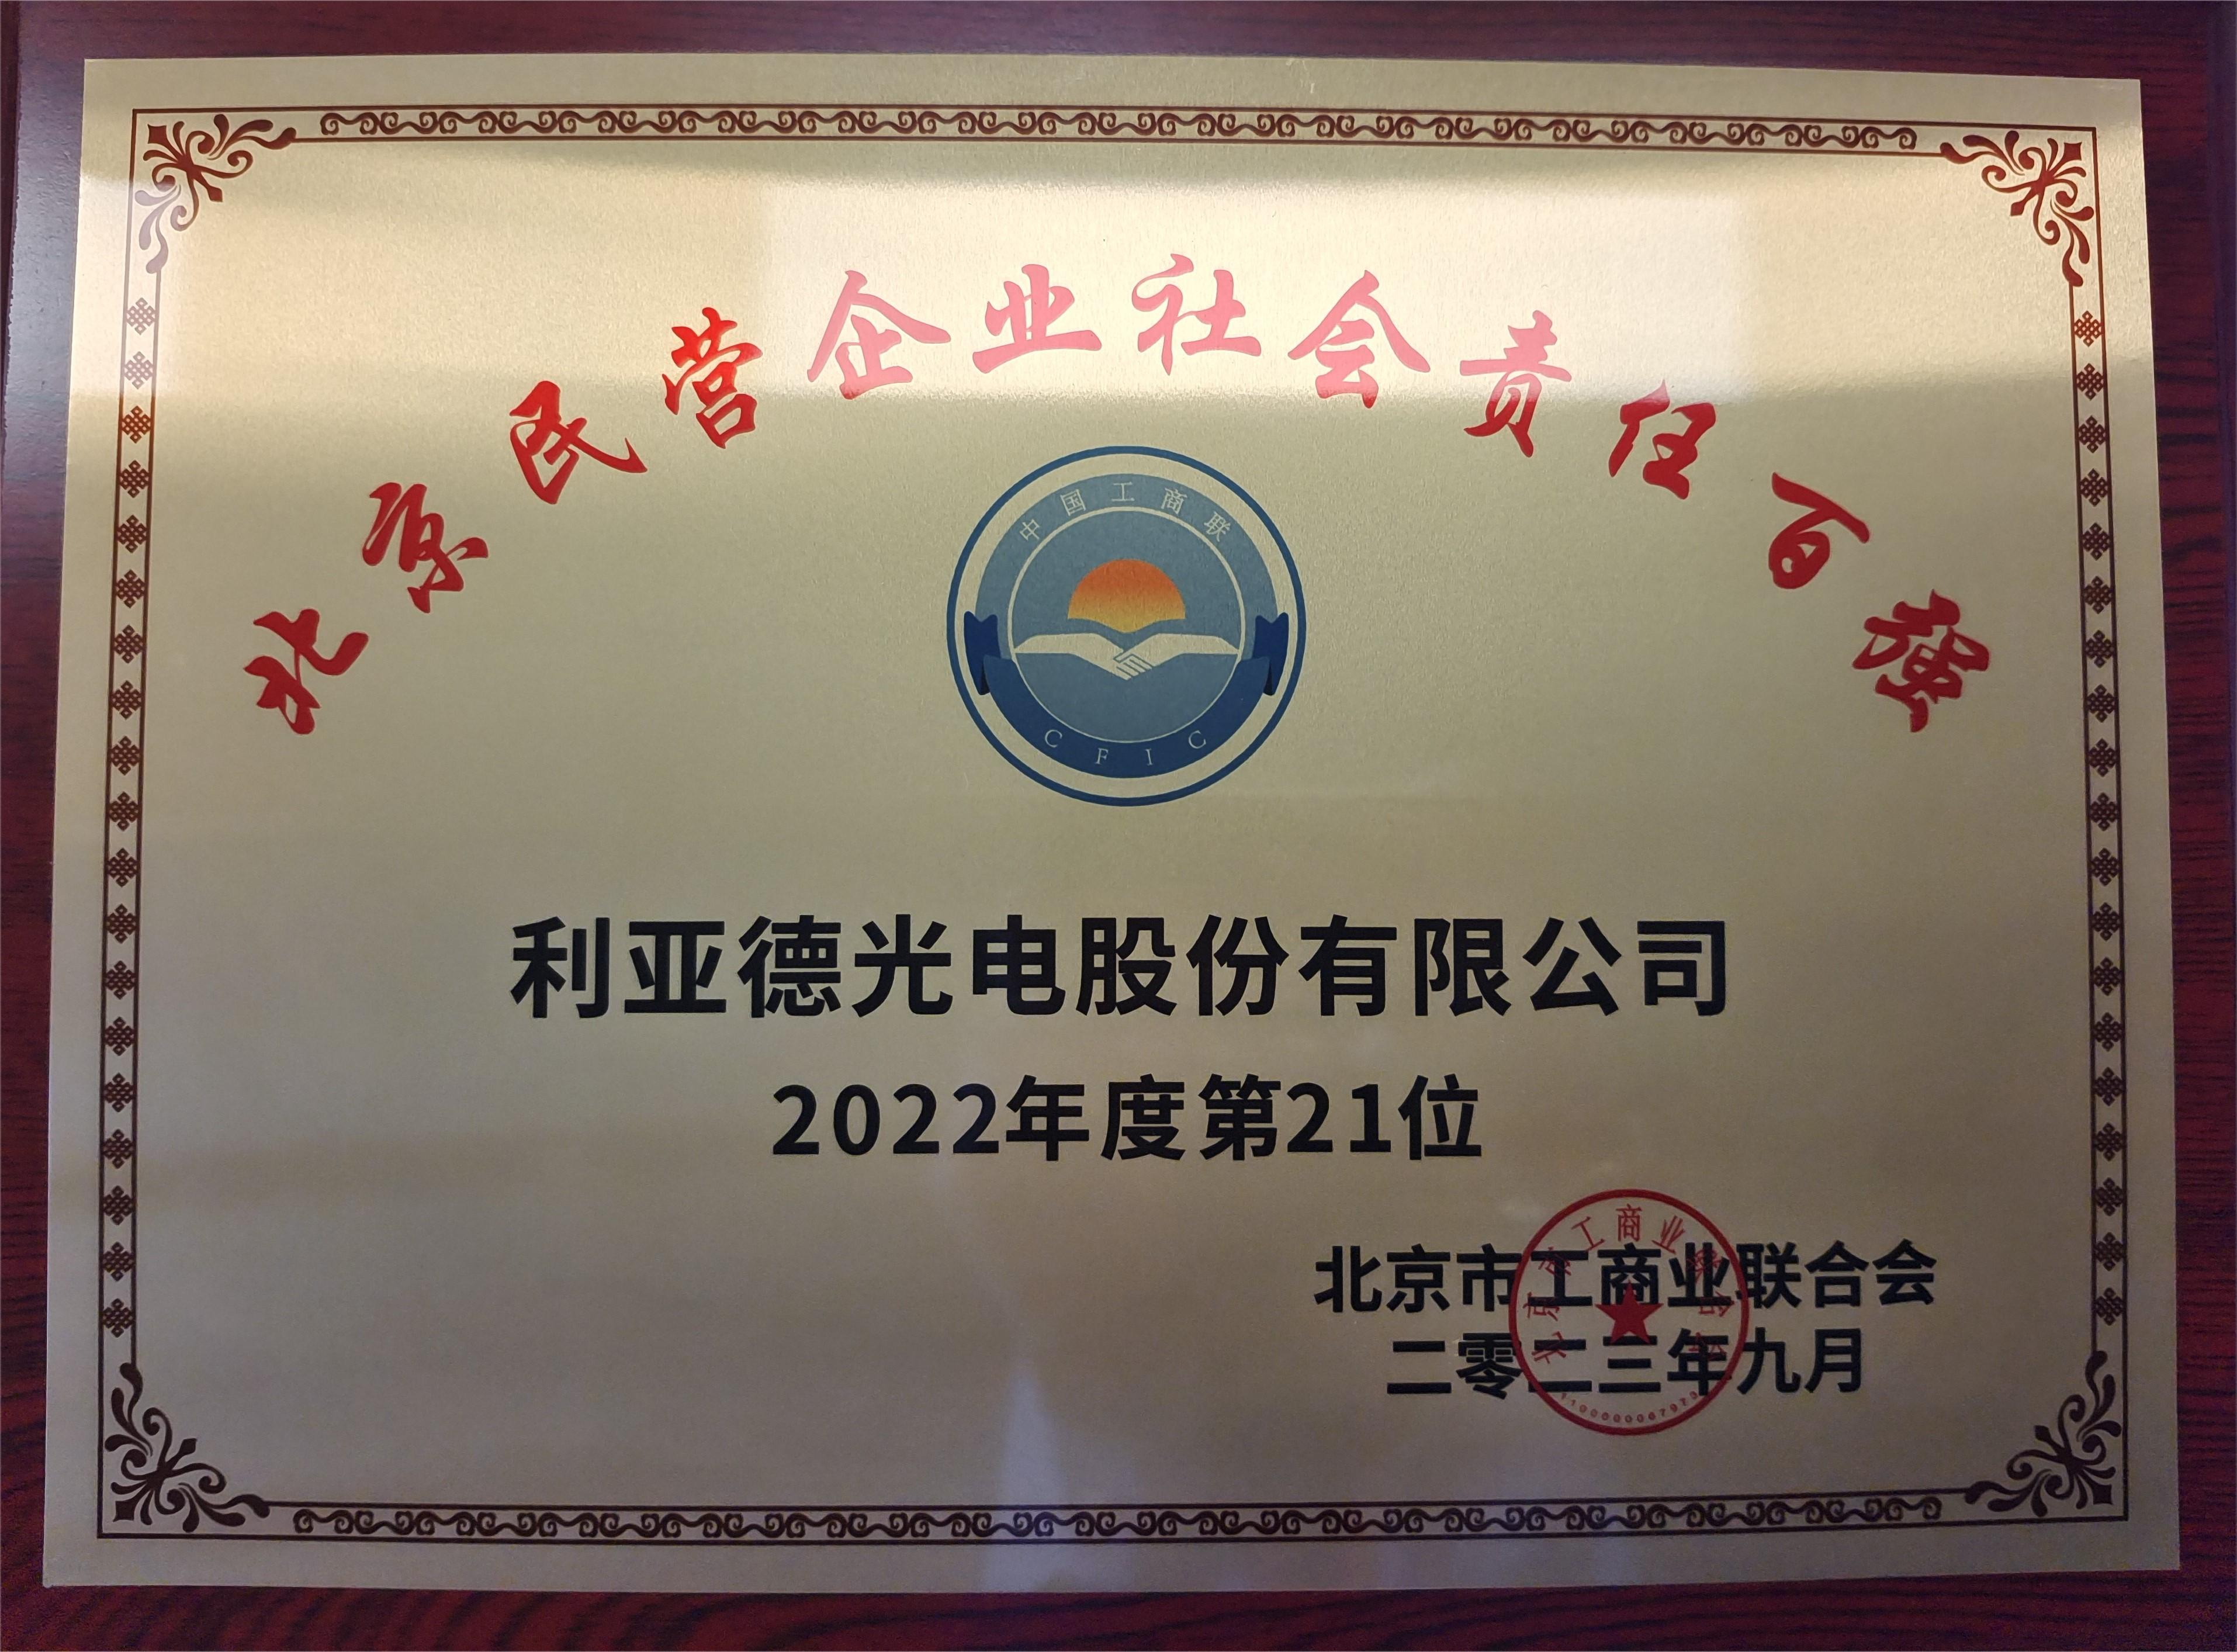 北京民营企业社会责任百强
中国工商联
CFIC
利亚德光电股份有限公司
2022年度第21位
北京市工商业联合会
二零二三年九月